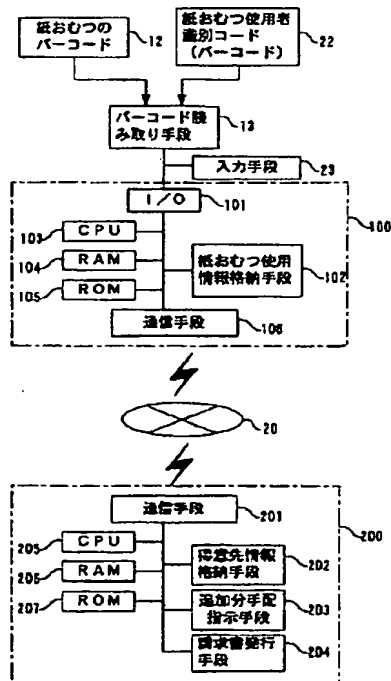 紙おむつの
バーコード
12
紙おむつ使用者
識別コード
(バーコード)
22
バーコード読
み取り手段
13
入力手段
23
I/O
101
100
103
CPU
104
RAM
105
ROM
紙おむつ使用
情報格納手段
102
通信手段
106
20
通信手段
201
200
205
CPU
206
RAM
207
ROM
得意先情報
格納手段
202
追加分手配
指示手段
203
請求書発行
手段
204